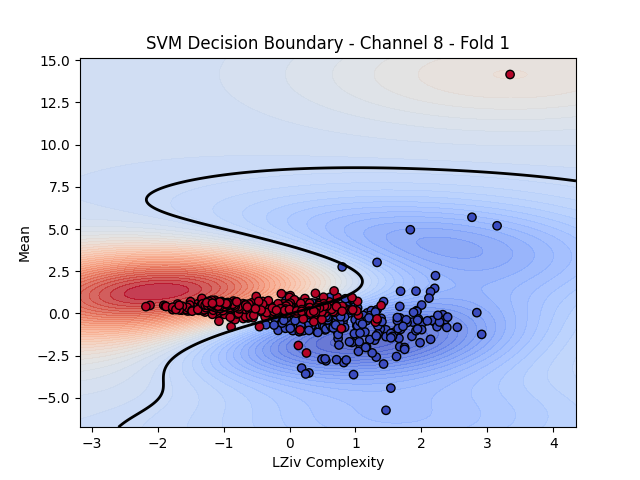 SVM Decision Boundary - Channel 8 - Fold 1
15.0
12.5
10.0
7.5
5.0
2.5
0.0
−2.5
−5.0
Mean
−3 −2 −1 0 1 2 3 4
LZiv Complexity